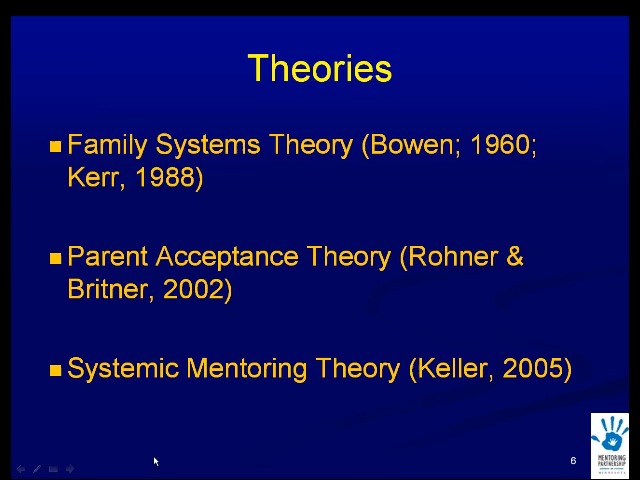 Theories
Family Systems Theory (Bowen; 1960;
Kerr, 1988)
Parent Acceptance Theory (Rohner &
Britner, 2002)
Systemic Mentoring Theory (Keller, 2005)
6
MENTORING
PARTNERSHIP